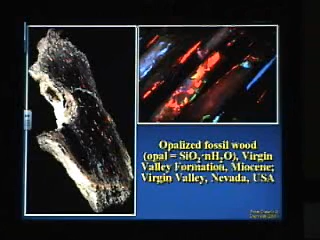 Opalized fossil wood
(opal = SiO₂·nH₂O), Virgin
Valley Formation, Miocene;
Virgin Valley, Nevada, USA